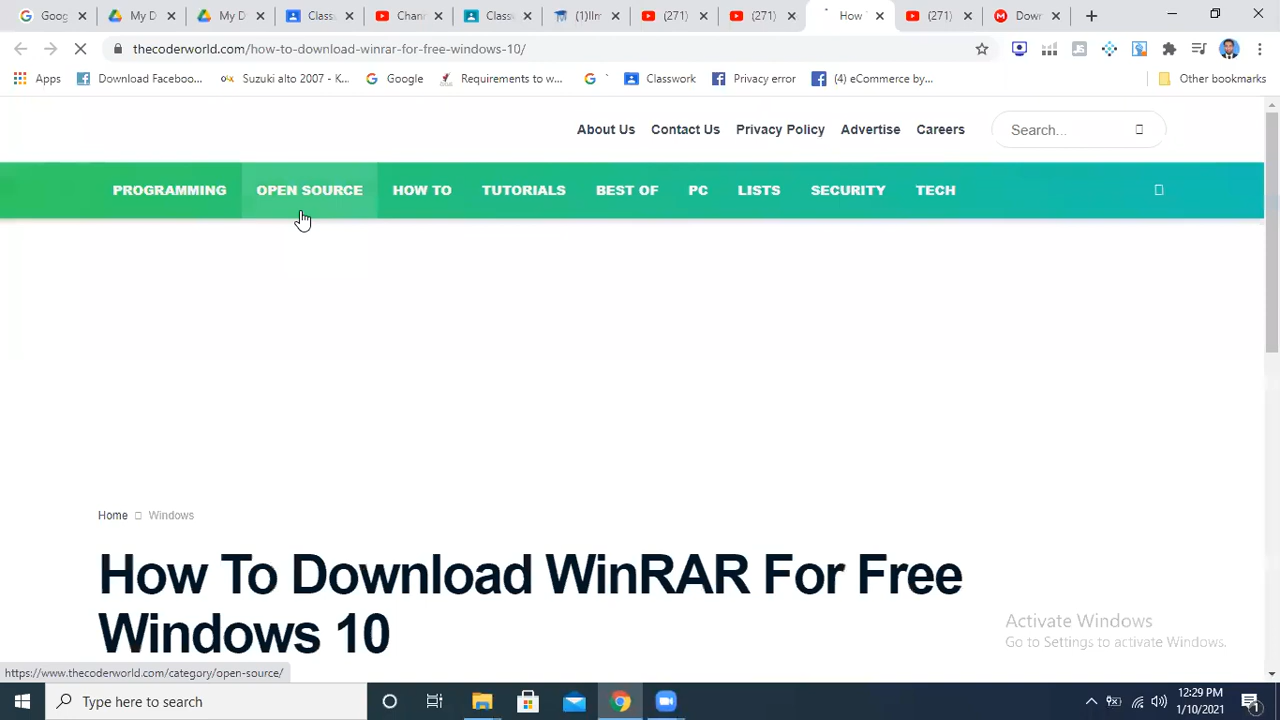 Goog
My D
My D
Class
Chann
Class
(1)llm
(271)
(271)
How
(271)
Down
thecoderworld.com/how-to-download-winrar-for-free-windows-10/
Apps
Download Faceboo...
Suzuki alto 2007 - K...
Google
Requirements to w...
Classwork
Privacy error
(4) eCommerce by...
Other bookmarks
About Us Contact Us Privacy Policy Advertise Careers
Search...
PROGRAMMING OPEN SOURCE HOW TO TUTORIALS BEST OF PC LISTS SECURITY TECH
Home Windows
How To Download WinRAR For Free
Windows 10
Activate Windows
Go to Settings to activate Windows.
https://www.thecoderworld.com/category/open-source/
Type here to search
12:29 PM
1/10/2021
1